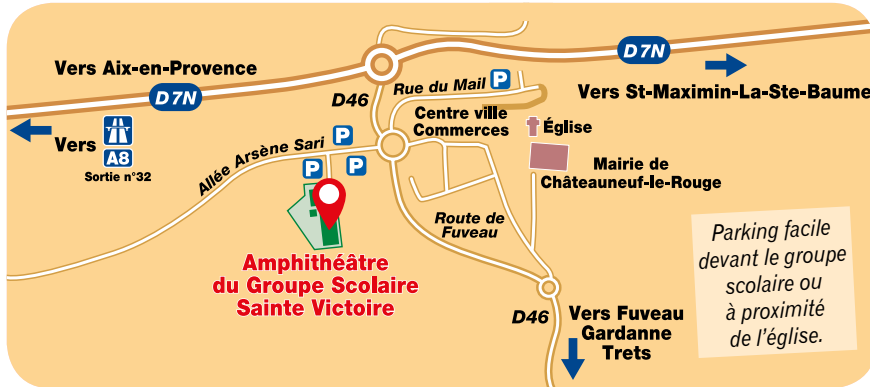 D7N
Vers Aix-en-Provence
D7N
Vers St-Maximin-La-Ste-Baume
D7N
D46
Rue du Mail
P
Centre ville
Commerces
Vers
A8
Sortie n°32
Allée Arsène Sari
P
P
P
Église
Mairie de
Châteauneuf-le-Rouge
Route de
Fuveau
Amphithéâtre
du Groupe Scolaire
Sainte Victoire
D46
Vers Fuveau
Gardanne
Trets
Parking facile
devant le groupe
scolaire ou
à proximité
de l'église.